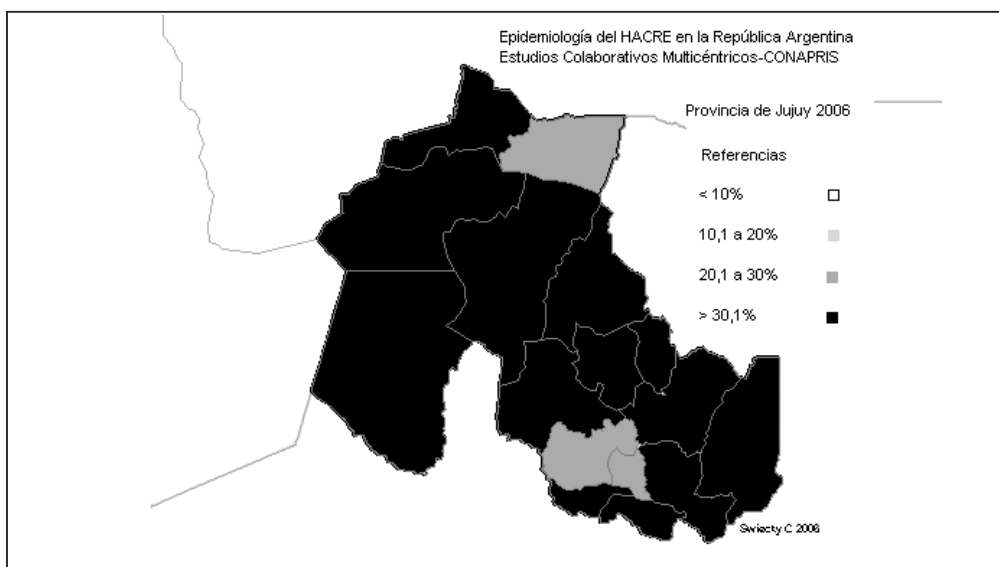 Epidemiología del HACRE en la República Argentina
Estudios Colaborativos Multicéntricos-CONAPRIS
Provincia de Jujuy 2006
Referencias
< 10%
10,1 a 20%
20,1 a 30%
> 30,1%
Swiecty C 2006